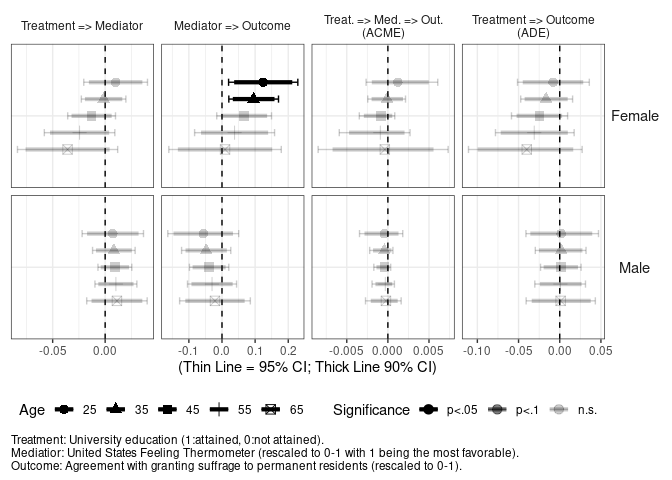 Treatment => Mediator
Mediator => Outcome
Treat. => Med. => Out.
(ACME)
Treatment => Outcome
(ADE)
Female
Male
-0.05 0.00
-0.1 0.0 0.1 0.2
-0.005 0.000 0.005
-0.10 -0.05 0.00 0.05
(Thin Line = 95% CI; Thick Line 90% CI)
Age 25 35 45 55 65 Significance p<.05 p<.1 n.s.
Treatment: University education (1:attained, 0:not attained).
Mediatior: United States Feeling Thermometer (rescaled to 0-1 with 1 being the most favorable).
Outcome: Agreement with granting suffrage to permanent residents (rescaled to 0-1).